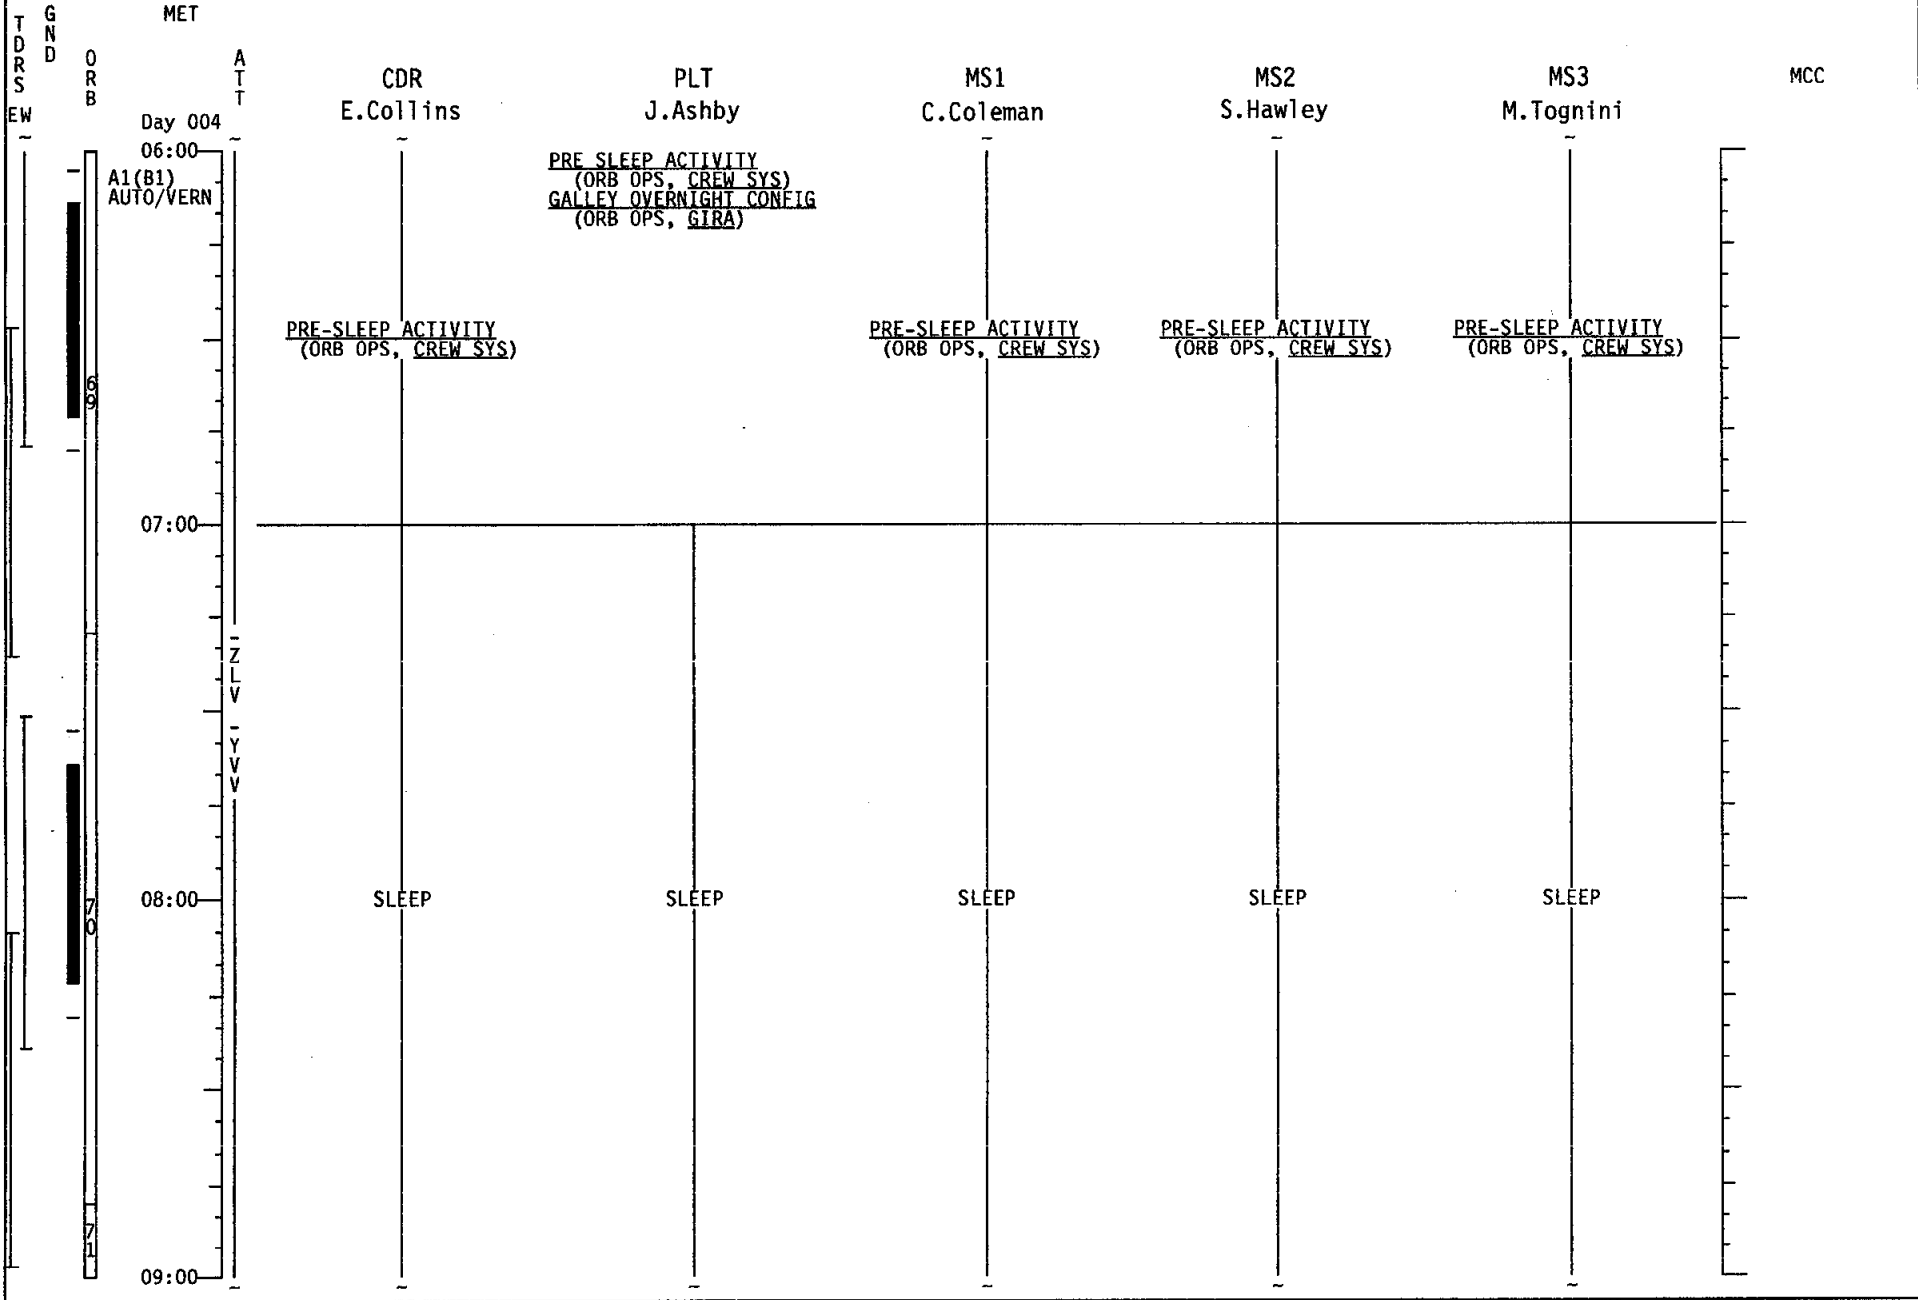 TDRS GND MET
ORB ATT
CDR PLT MS1 MS2 MS3 MCC
EW E.Collins J.Ashby C.Coleman S.Hawley M.Tognini
Day 004
~ ~ ~ ~ ~ ~
06:00 PRE SLEEP ACTIVITY
A1(B1) (ORB OPS, CREW SYS)
AUTO/VERN GALLEY OVERNIGHT CONFIG
(ORB OPS, GIRA)
PRE-SLEEP ACTIVITY PRE-SLEEP ACTIVITY PRE-SLEEP ACTIVITY PRE-SLEEP ACTIVITY
(ORB OPS, CREW SYS) (ORB OPS, CREW SYS) (ORB OPS, CREW SYS) (ORB OPS, CREW SYS)
69
07:00
-ZLV
-YVV
70
08:00 SLEEP SLEEP SLEEP SLEEP SLEEP
71
09:00
~ ~ ~ ~ ~ ~